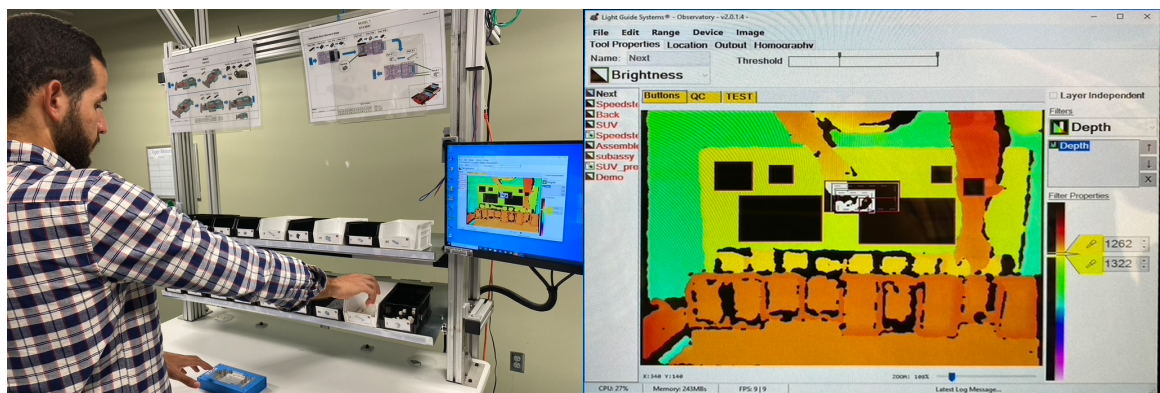 Light Guide Systems® - Observatory - v2.0.1.4 -
File Edit Range Device Image
Tool Properties Location Output Homography
Name: Next
Threshold
Brightness
Next
Speedste
Back
SUV
Speedste
Assemble
subassy
SUV_pro
Demo
Buttons QC TEST
Layer Independent
Filters
Depth
Depth
X
Filter Properties
1262
1322
X:340 Y:140
ZOOM: 108%
CPU: 27% Memory: 243MBs FPS: 9 | 9 Latest Log Message...